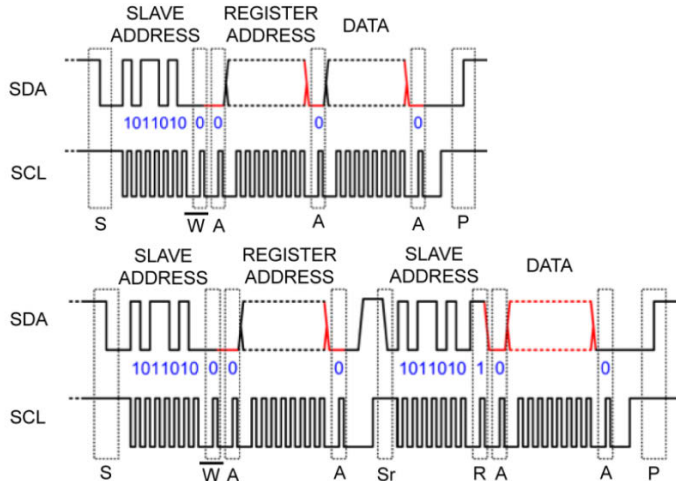 SLAVE ADDRESS REGISTER ADDRESS DATA
SDA
1011010 0 0 0 0
SCL
S W A A A P
SLAVE ADDRESS REGISTER ADDRESS SLAVE ADDRESS DATA
SDA
1011010 0 0 0 1011010 1 0 0
SCL
S W A A Sr R A A P